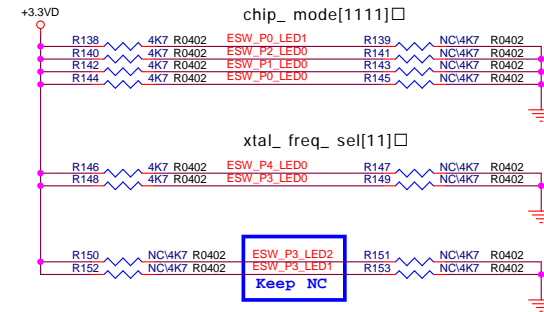 +3.3VD
chip_ mode[1111]□
R138 4K7 R0402 ESW_P0_LED1 R139 NC\4K7 R0402
R140 4K7 R0402 ESW_P2_LED0 R141 NC\4K7 R0402
R142 4K7 R0402 ESW_P1_LED0 R143 NC\4K7 R0402
R144 4K7 R0402 ESW_P0_LED0 R145 NC\4K7 R0402
xtal_ freq_ sel[11]□
R146 4K7 R0402 ESW_P4_LED0 R147 NC\4K7 R0402
R148 4K7 R0402 ESW_P3_LED0 R149 NC\4K7 R0402
R150 NC\4K7 R0402 ESW_P3_LED2 R151 NC\4K7 R0402
R152 NC\4K7 R0402 ESW_P3_LED1 R153 NC\4K7 R0402
Keep NC